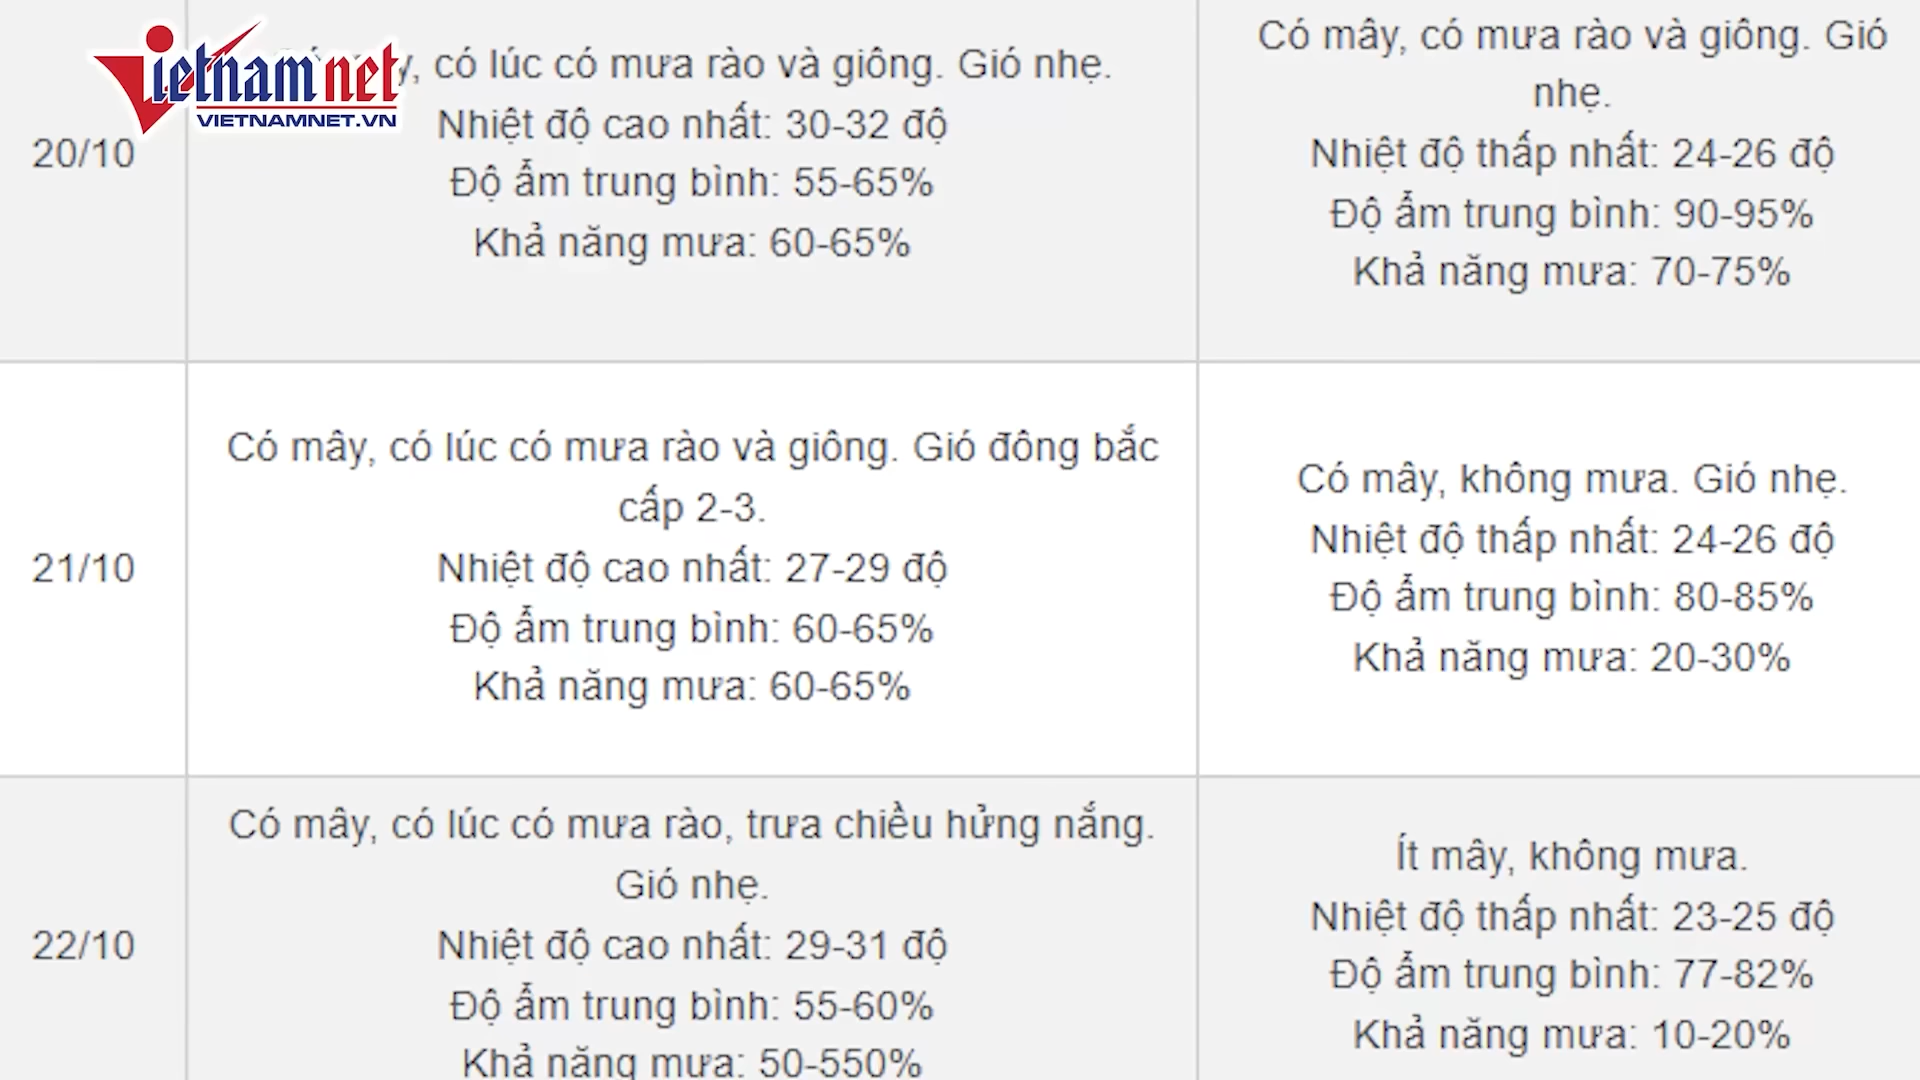 Vietnamnet
VIETNAMNET.VN
20/10
, có lúc có mưa rào và giông. Gió nhẹ.
Nhiệt độ cao nhất: 30-32 độ
Độ ẩm trung bình: 55-65%
Khả năng mưa: 60-65%
Có mây, có mưa rào và giông. Gió
nhẹ.
Nhiệt độ thấp nhất: 24-26 độ
Độ ẩm trung bình: 90-95%
Khả năng mưa: 70-75%
21/10
Có mây, có lúc có mưa rào và giông. Gió đông bắc
cấp 2-3.
Nhiệt độ cao nhất: 27-29 độ
Độ ẩm trung bình: 60-65%
Khả năng mưa: 60-65%
Có mây, không mưa. Gió nhẹ.
Nhiệt độ thấp nhất: 24-26 độ
Độ ẩm trung bình: 80-85%
Khả năng mưa: 20-30%
22/10
Có mây, có lúc có mưa rào, trưa chiều hửng nắng.
Gió nhẹ.
Nhiệt độ cao nhất: 29-31 độ
Độ ẩm trung bình: 55-60%
Khả năng mưa: 50-550%
Ít mây, không mưa.
Nhiệt độ thấp nhất: 23-25 độ
Độ ẩm trung bình: 77-82%
Khả năng mưa: 10-20%